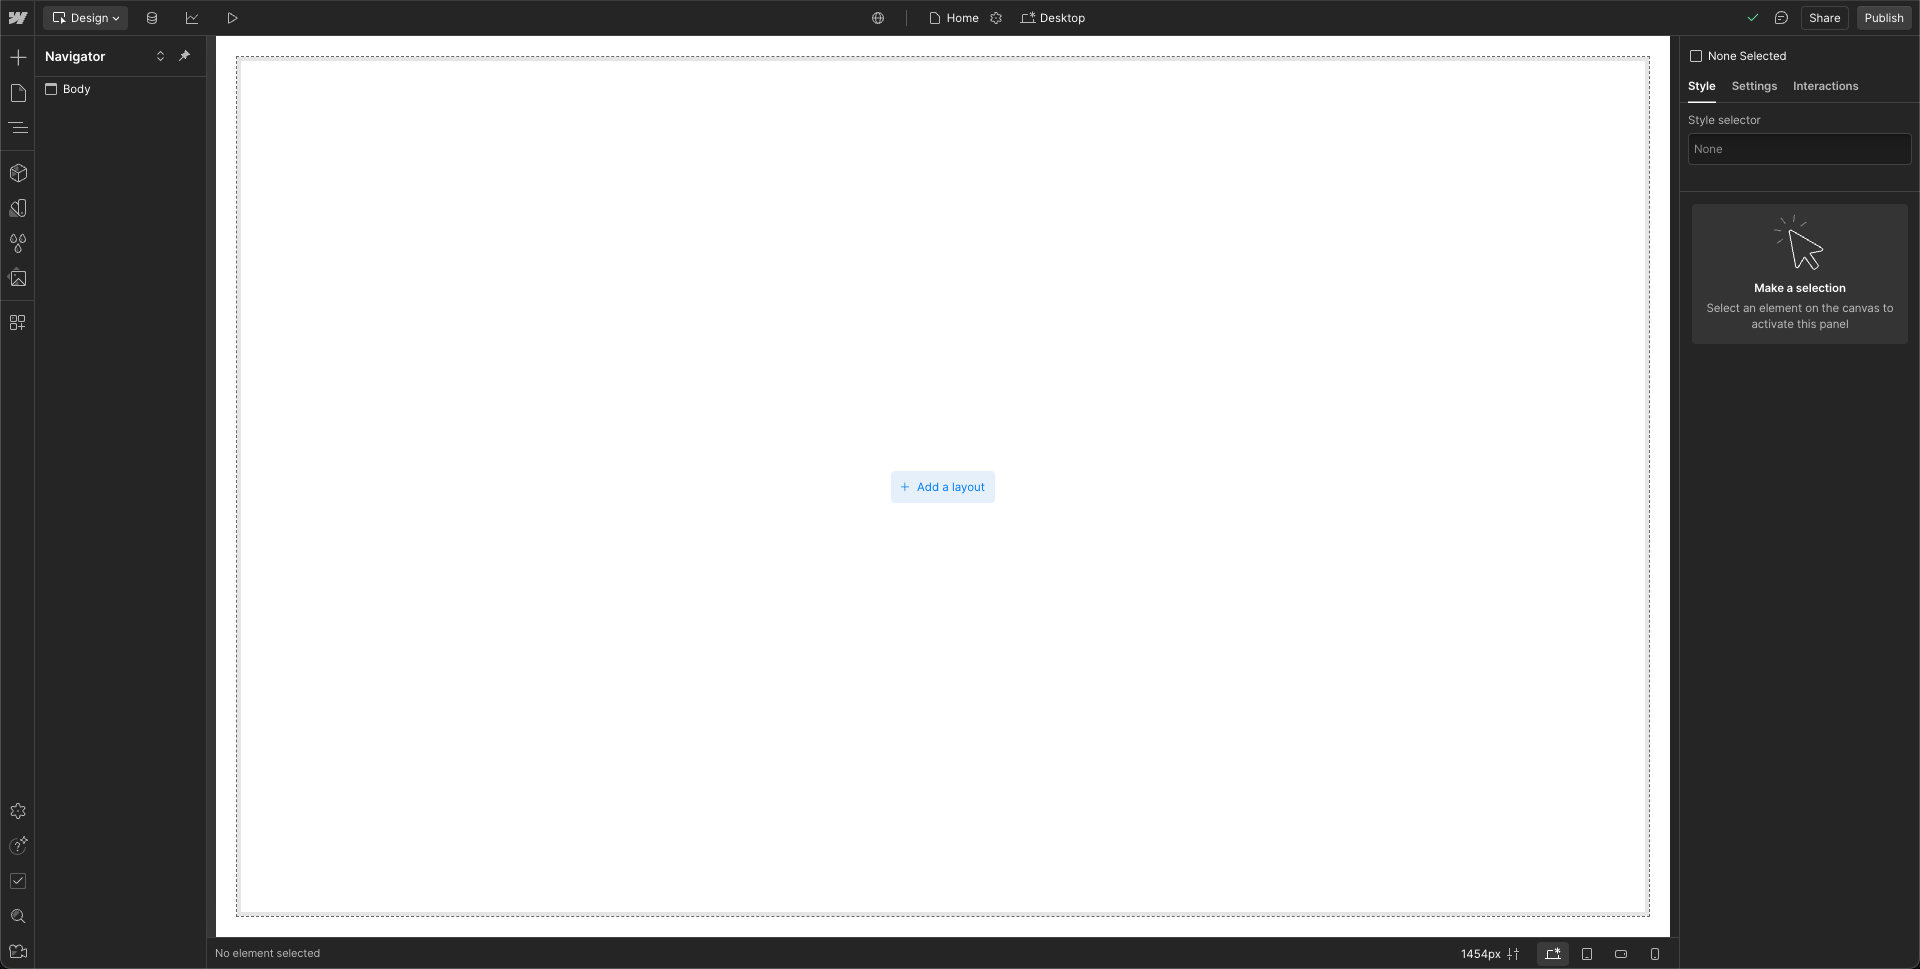 Design
Home
Desktop
Share
Publish
Navigator
Body
Add a layout
None Selected
Style
Settings
Interactions
Style selector
None
Make a selection
Select an element on the canvas to
activate this panel
No element selected
1454px